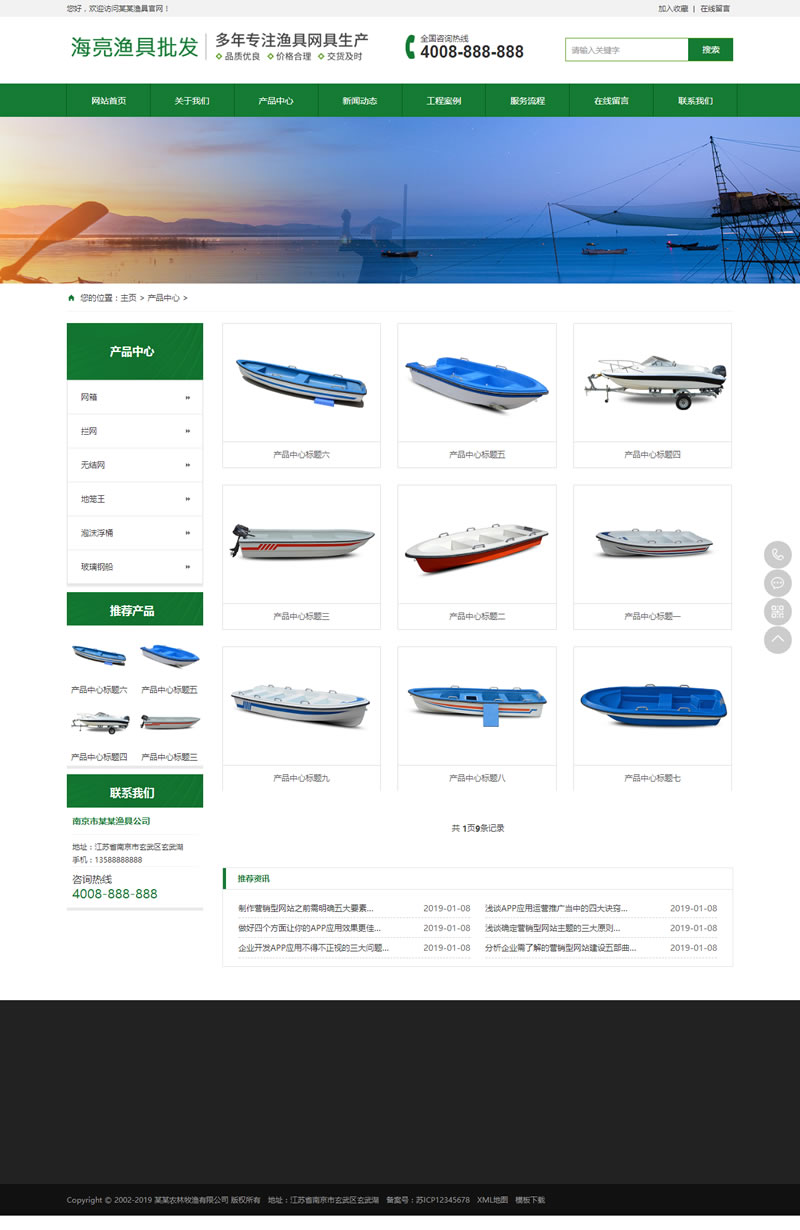 您好，欢迎访问某某渔具官网！
加入收藏 | 在线留言
海亮渔具批发
多年专注渔具网具生产
品质优良 价格合理 交货及时
全国咨询热线
4008-888-888
请输入关键字 搜索
网站首页 关于我们 产品中心 新闻动态 工程案例 服务流程 在线留言 联系我们
您的位置：主页 > 产品中心 >
产品中心
网箱 »
拦网 »
无结网 »
地笼王 »
泡沫浮桶 »
玻璃钢船 »
推荐产品
产品中心标题六 产品中心标题五
产品中心标题四 产品中心标题三
联系我们
南京市某某渔具公司
地址：江苏省南京市玄武区玄武湖
手机：13588888888
咨询热线
4008-888-888
产品中心标题六 产品中心标题五 产品中心标题四
产品中心标题三 产品中心标题二 产品中心标题一
产品中心标题九 产品中心标题八 产品中心标题七
共 1页9条记录
推荐资讯
制作营销型网站之前需明确五大要素... 2019-01-08 浅谈APP应用运营推广当中的四大诀窍... 2019-01-08
做好四个方面让你的APP应用效果更佳... 2019-01-08 浅谈确定营销型网站主题的三大原则... 2019-01-08
企业开发APP应用不得不正视的三大问题... 2019-01-08 分析企业需了解的营销型网站建设五部曲... 2019-01-08
Copyright © 2002-2019 某某农林牧渔有限公司 版权所有 地址：江苏省南京市玄武区玄武湖 备案号：苏ICP12345678 XML地图 模板下载